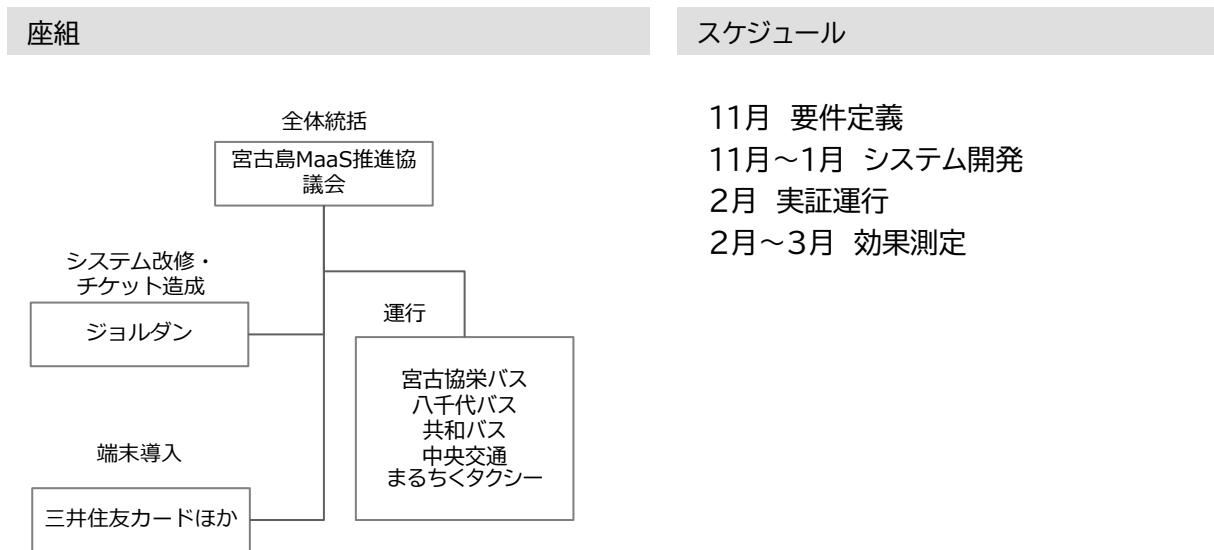 座組
全体統括
宮古島MaaS推進協
議会
システム改修・
チケット造成
ジョルダン
運行
宮古協栄バス
八千代バス
共和バス
中央交通
まるちくタクシー
端末導入
三井住友カードほか
スケジュール
11月 要件定義
11月～1月 システム開発
2月 実証運行
2月～3月 効果測定